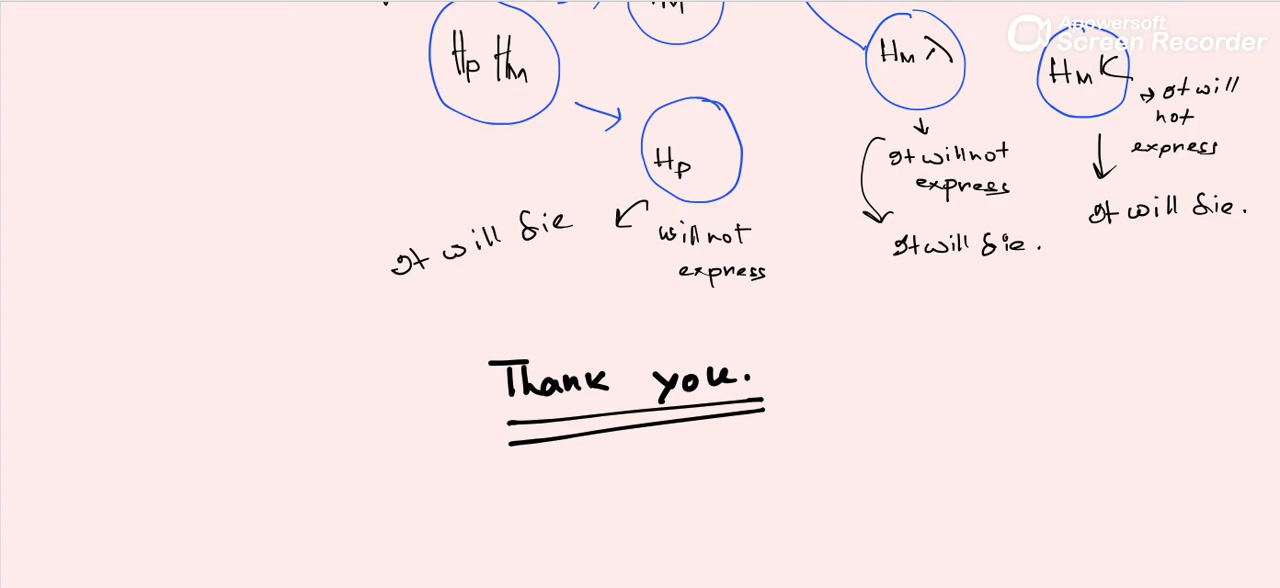 Apowersoft
Screen Recorder
Hp Hm
Hm λ
Hm K
→ It will
not
express
It will not
express
Hp
It will die.
It will die
will not
express
It will die.
Thank you.